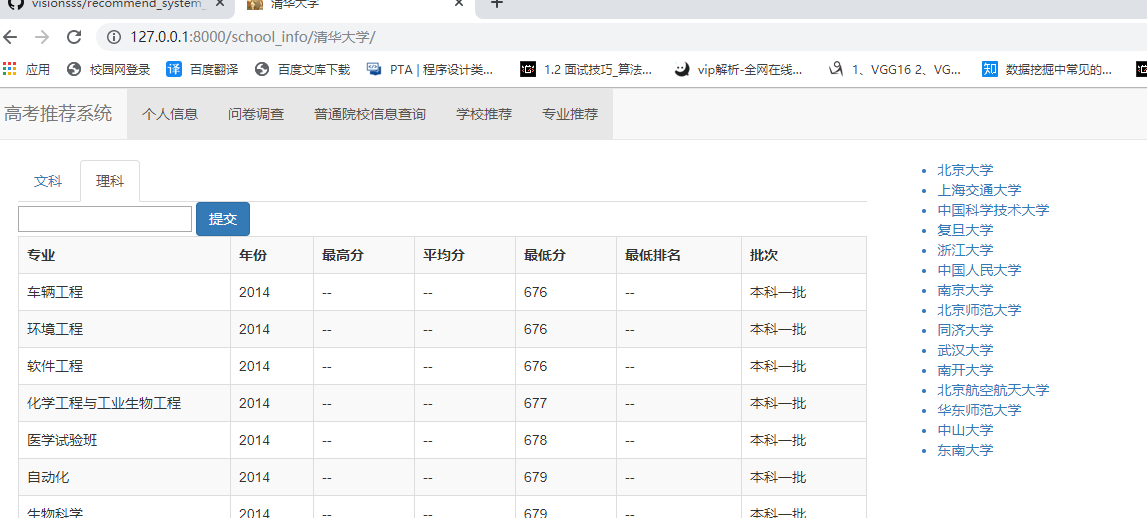 visionsss/recommend_system_
清华大学
127.0.0.1:8000/school_info/清华大学/
应用 校园网登录 百度翻译 百度文库下载 PTA | 程序设计类... 1.2 面试技巧_算法... vip解析-全网在线... 1、VGG16 2、VG... 数据挖掘中常见的...
高考推荐系统 个人信息 问卷调查 普通院校信息查询 学校推荐 专业推荐
文科 理科
提交
专业 年份 最高分 平均分 最低分 最低排名 批次
车辆工程 2014 -- -- 676 -- 本科一批
环境工程 2014 -- -- 676 -- 本科一批
软件工程 2014 -- -- 676 -- 本科一批
化学工程与工业生物工程 2014 -- -- 677 -- 本科一批
医学试验班 2014 -- -- 678 -- 本科一批
自动化 2014 -- -- 679 -- 本科一批
生物科学 2014 -- -- 679 -- 本科一批
北京大学
上海交通大学
中国科学技术大学
复旦大学
浙江大学
中国人民大学
南京大学
北京师范大学
同济大学
武汉大学
南开大学
北京航空航天大学
华东师范大学
中山大学
东南大学